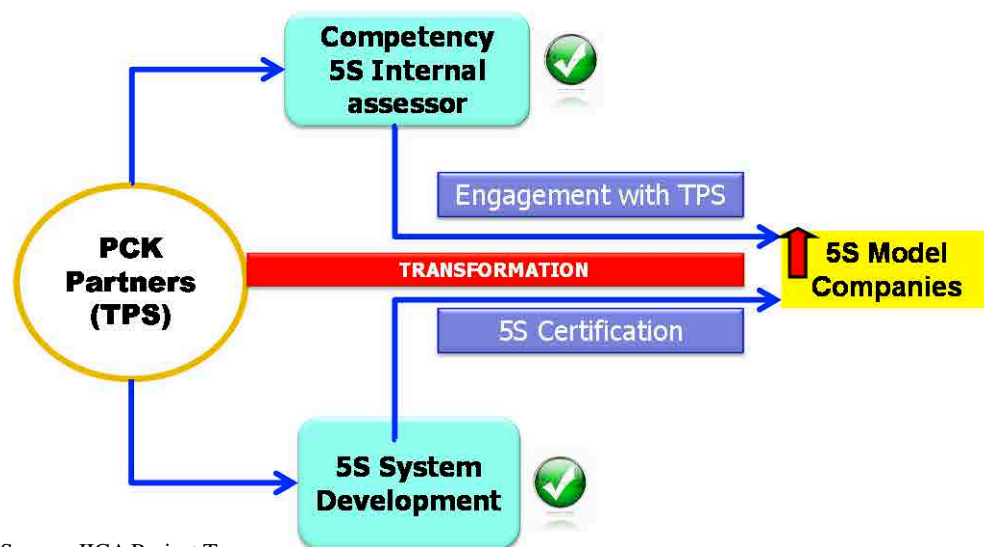 Competency
5S Internal
assessor
Engagement with TPS
PCK
Partners
(TPS)
TRANSFORMATION
5S Model
Companies
5S Certification
5S System
Development